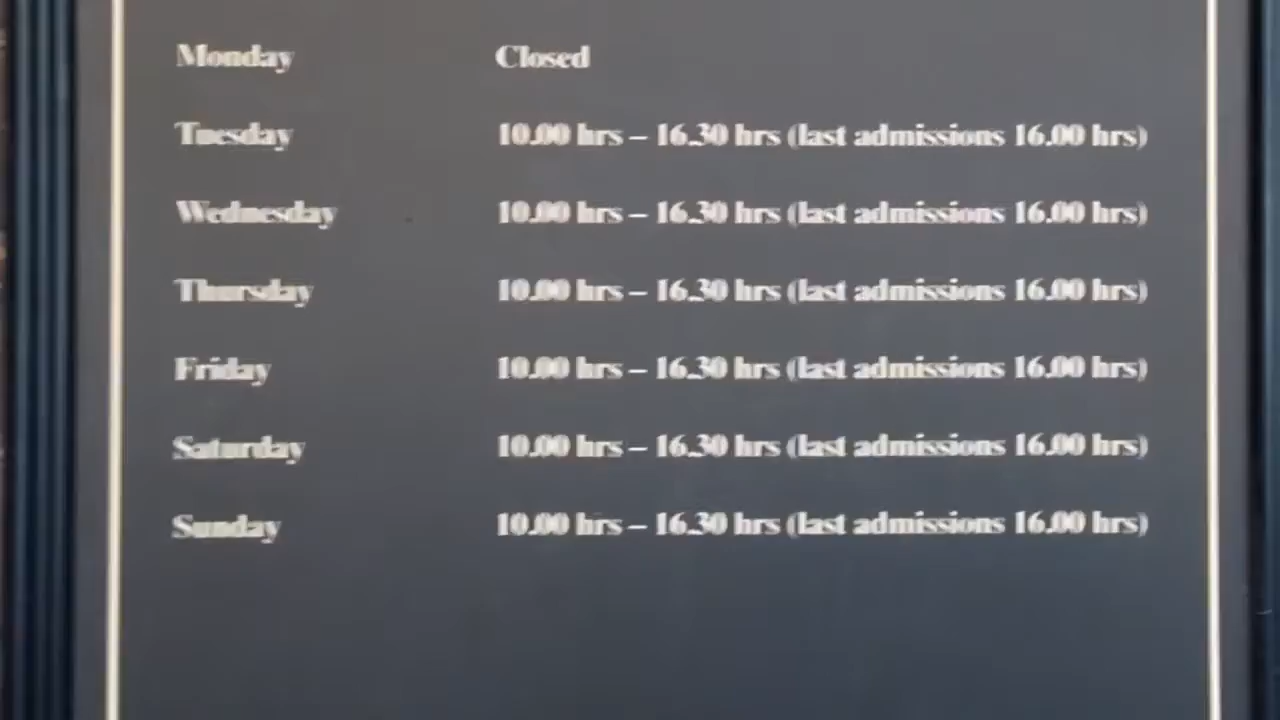 Monday Closed
Tuesday 10.00 hrs – 16.30 hrs (last admissions 16.00 hrs)
Wednesday 10.00 hrs – 16.30 hrs (last admissions 16.00 hrs)
Thursday 10.00 hrs – 16.30 hrs (last admissions 16.00 hrs)
Friday 10.00 hrs – 16.30 hrs (last admissions 16.00 hrs)
Saturday 10.00 hrs – 16.30 hrs (last admissions 16.00 hrs)
Sunday 10.00 hrs – 16.30 hrs (last admissions 16.00 hrs)